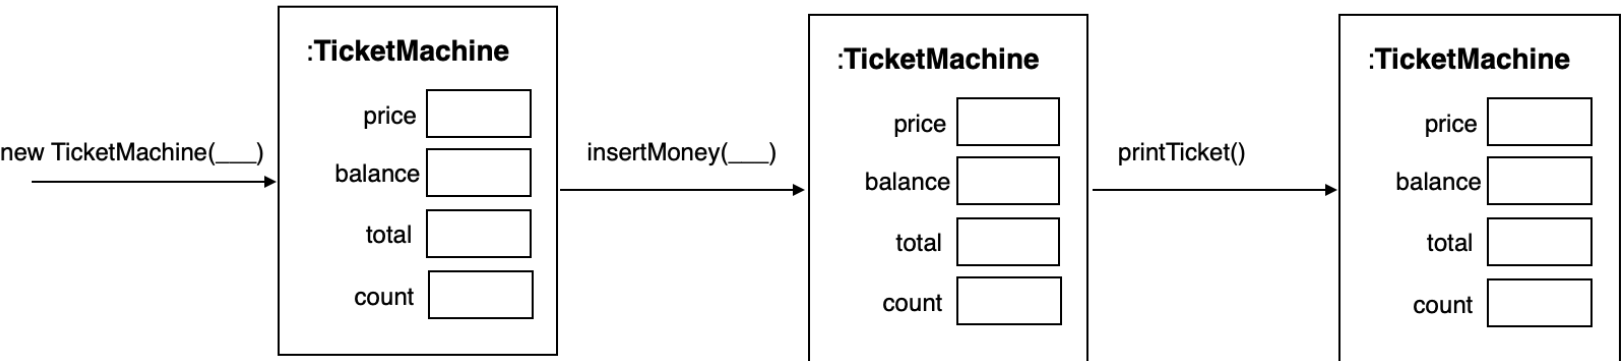 new TicketMachine(___)
:TicketMachine
price
balance
total
count
insertMoney(___)
:TicketMachine
price
balance
total
count
printTicket()
:TicketMachine
price
balance
total
count